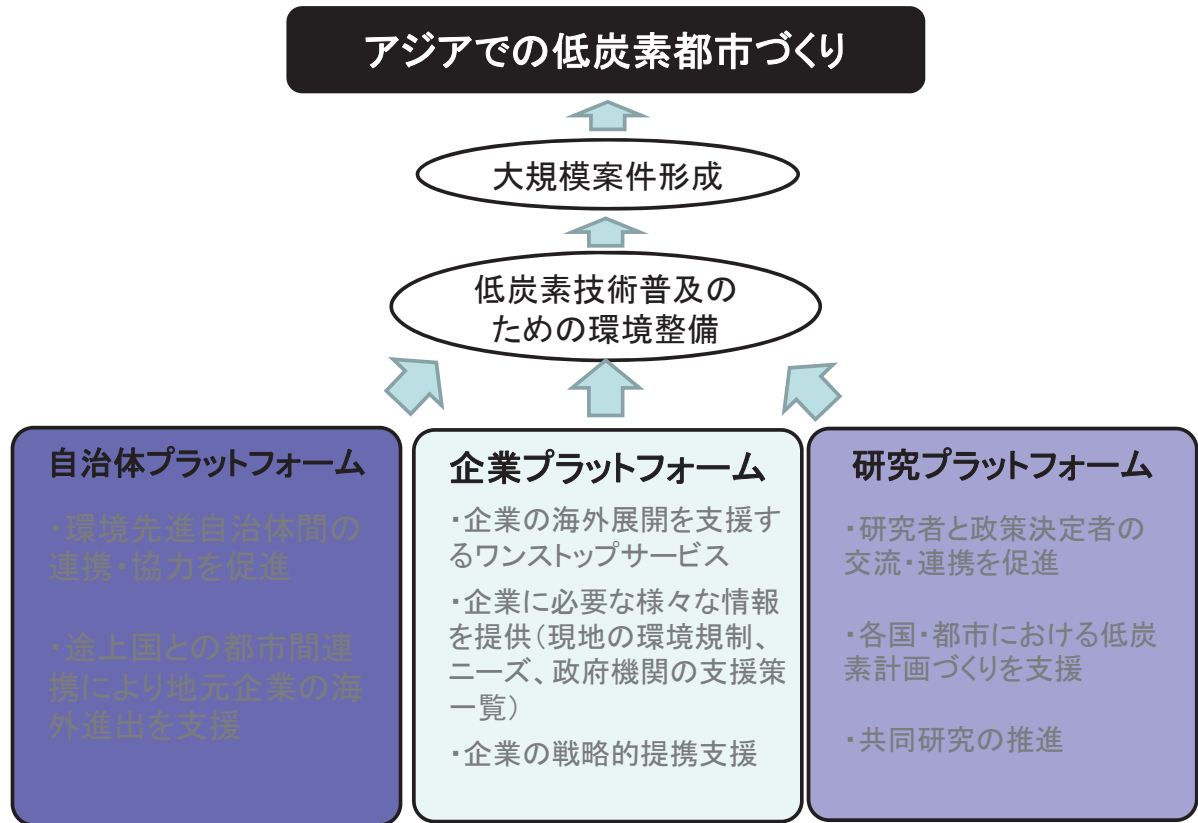 アジアでの低炭素都市づくり
大規模案件形成
低炭素技術普及の
ための環境整備
自治体プラットフォーム
・環境先進自治体間の
連携・協力を促進
・途上国との都市間連
携により地元企業の海
外進出を支援
企業プラットフォーム
・企業の海外展開を支援す
るワンストップサービス
・企業に必要な様々な情報
を提供（現地の環境規制、
ニーズ、政府機関の支援策
一覧）
・企業の戦略的提携支援
研究プラットフォーム
・研究者と政策決定者の
交流・連携を促進
・各国・都市における低炭
素計画づくりを支援
・共同研究の推進